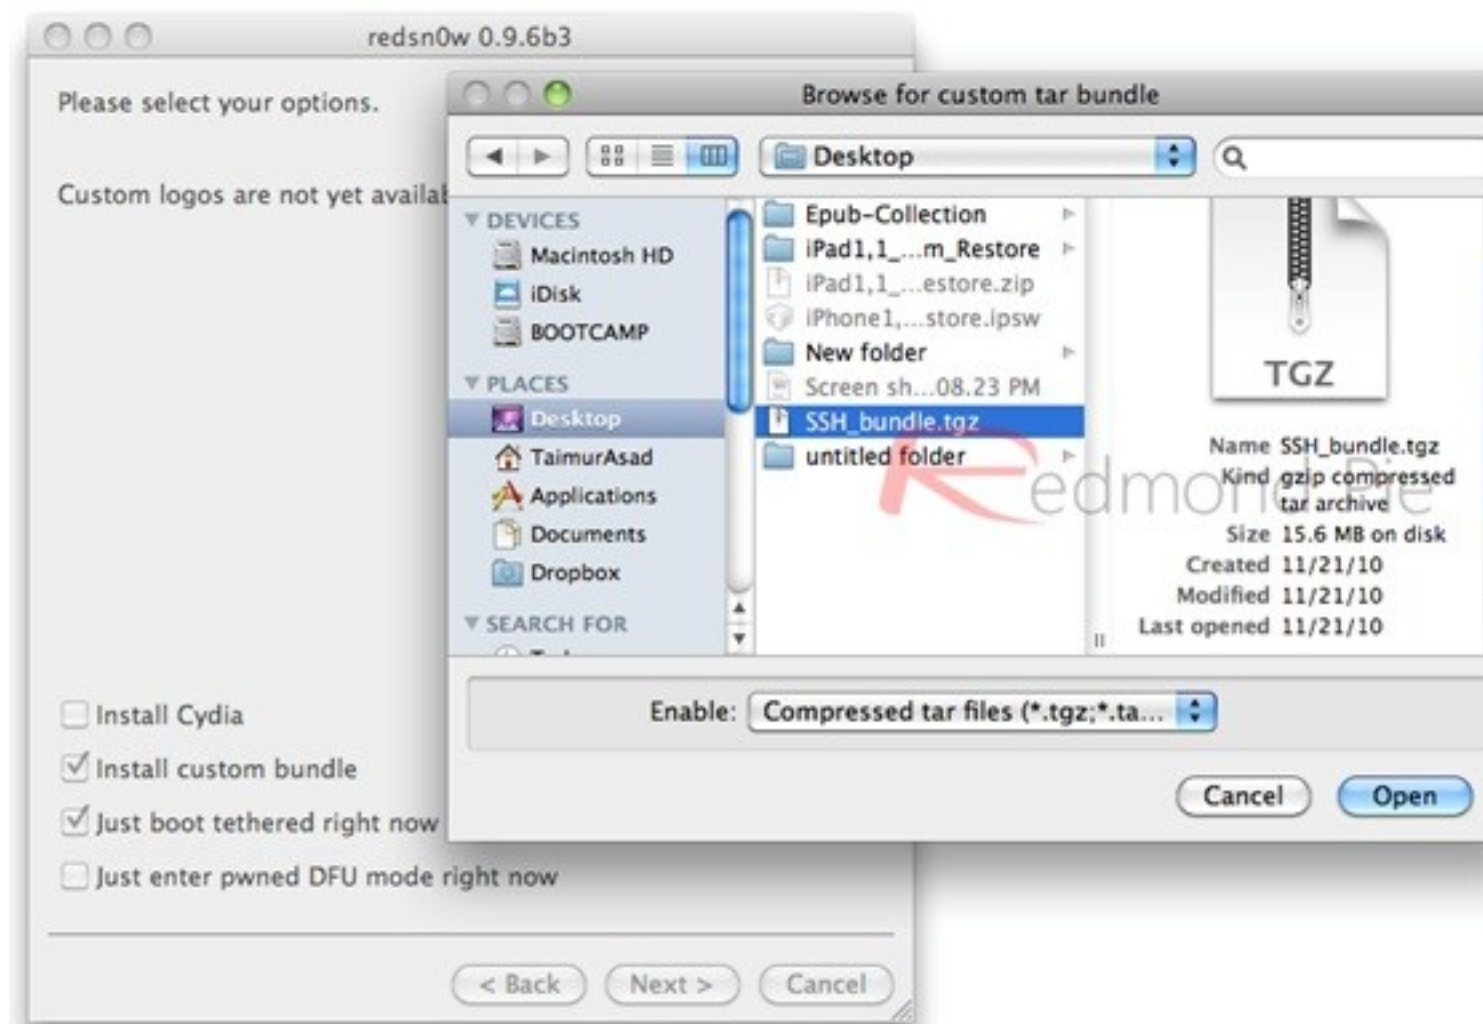 redsn0w 0.9.6b3
Please select your options.
Custom logos are not yet availab
Browse for custom tar bundle
Desktop
DEVICES
Macintosh HD
iDisk
BOOTCAMP
PLACES
Desktop
TaimurAsad
Applications
Documents
Dropbox
SEARCH FOR
Epub-Collection
iPad1,1_...m_Restore
iPad1,1_...estore.zip
iPhone1,...store.ipsw
New folder
Screen sh...08.23 PM
SSH_bundle.tgz
untitled folder
TGZ
Name SSH_bundle.tgz
Kind gzip compressed
tar archive
Size 15.6 MB on disk
Created 11/21/10
Modified 11/21/10
Last opened 11/21/10
Redmond Pie
Enable: Compressed tar files (*.tgz;*.ta...
Cancel Open
Install Cydia
Install custom bundle
Just boot tethered right now
Just enter pwned DFU mode right now
< Back Next > Cancel